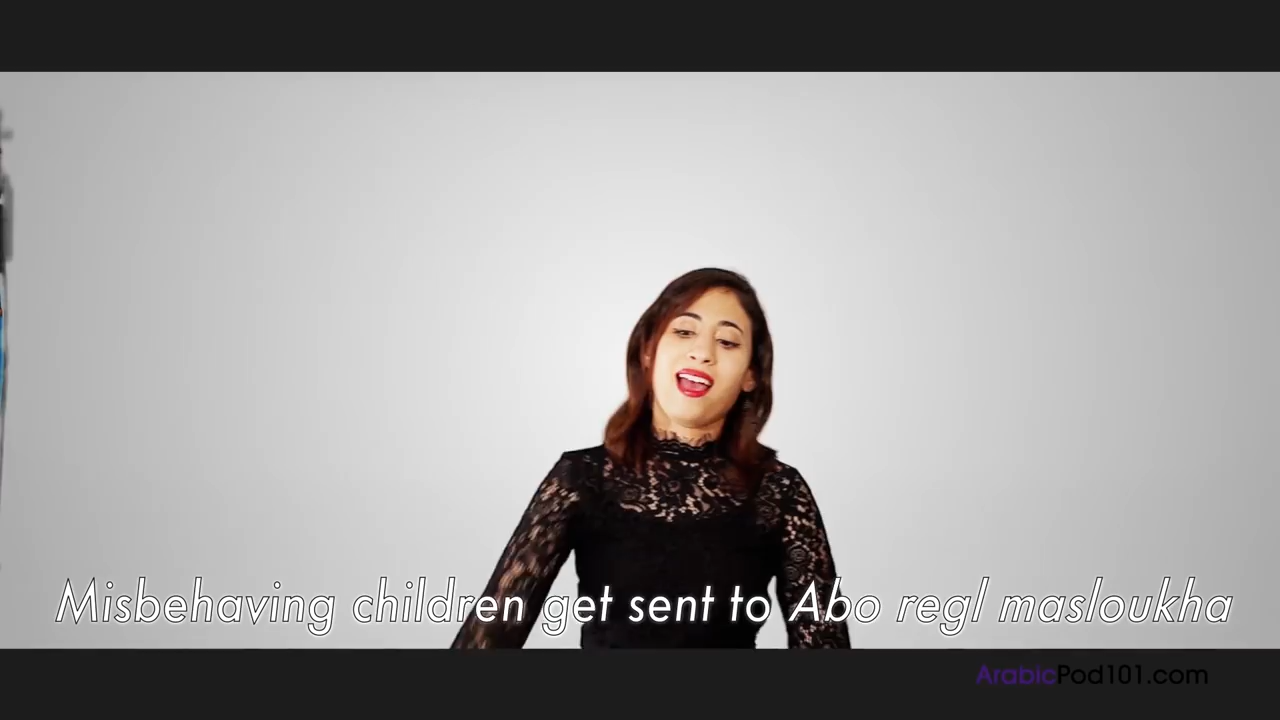 Misbehaving children get sent to Abo regl masloukha
ArabicPod101.com